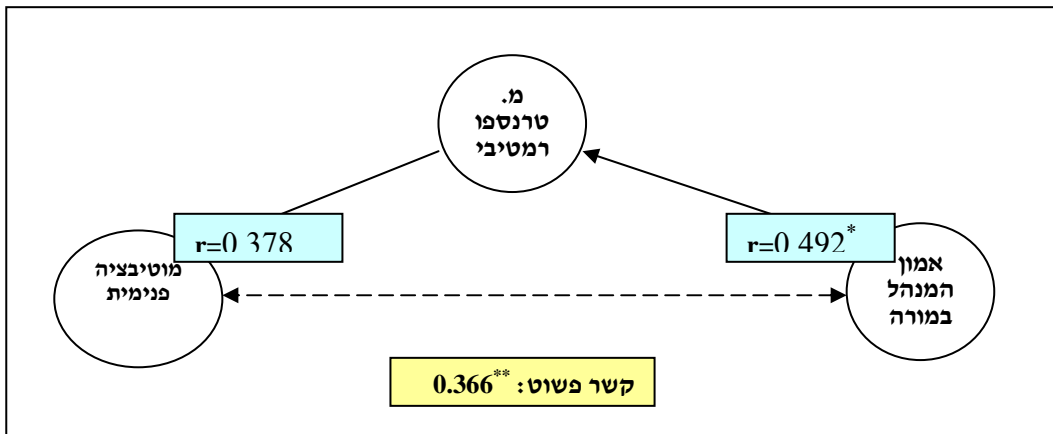 מ.
טרנספו
רמטיבי
r=0.492*
r=0.378
אמון
המנהל
במורה
מוטיבציה
פנימית
קשר פשוט: 0.366**